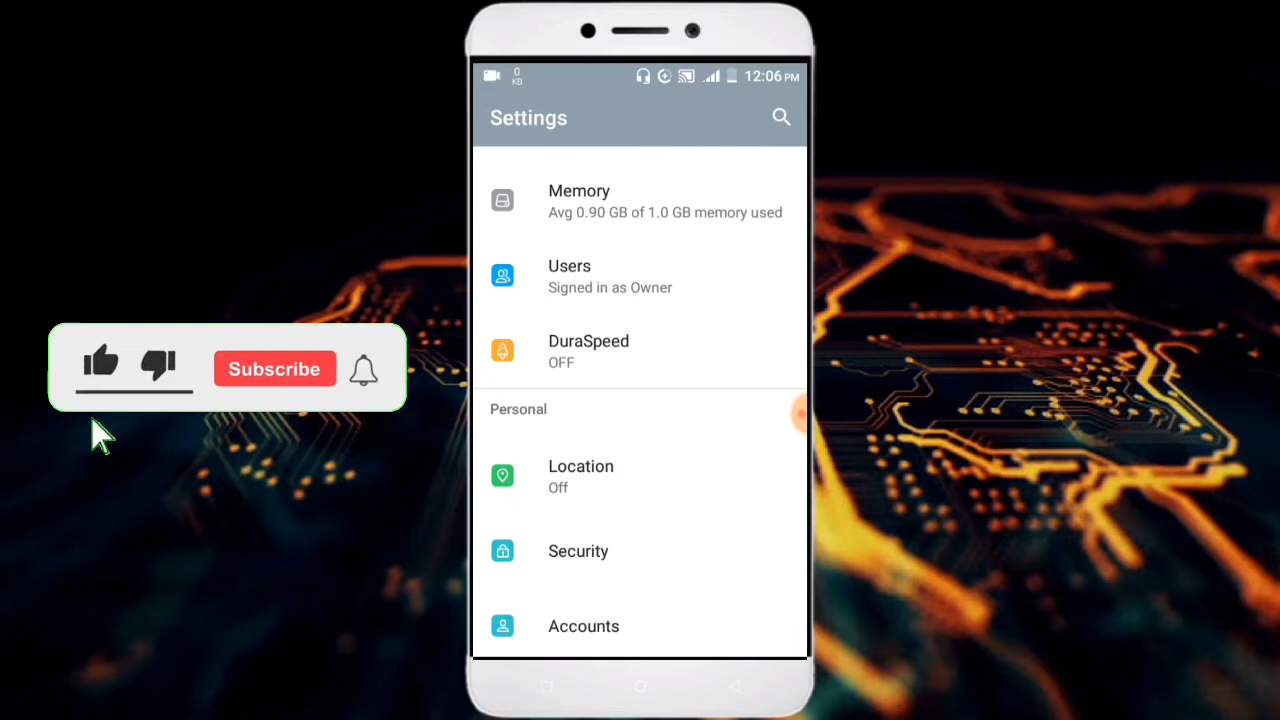 0
KB
12:06 PM
Settings
Memory
Avg 0.90 GB of 1.0 GB memory used
Users
Signed in as Owner
DuraSpeed
OFF
Personal
Location
Off
Security
Accounts
Subscribe